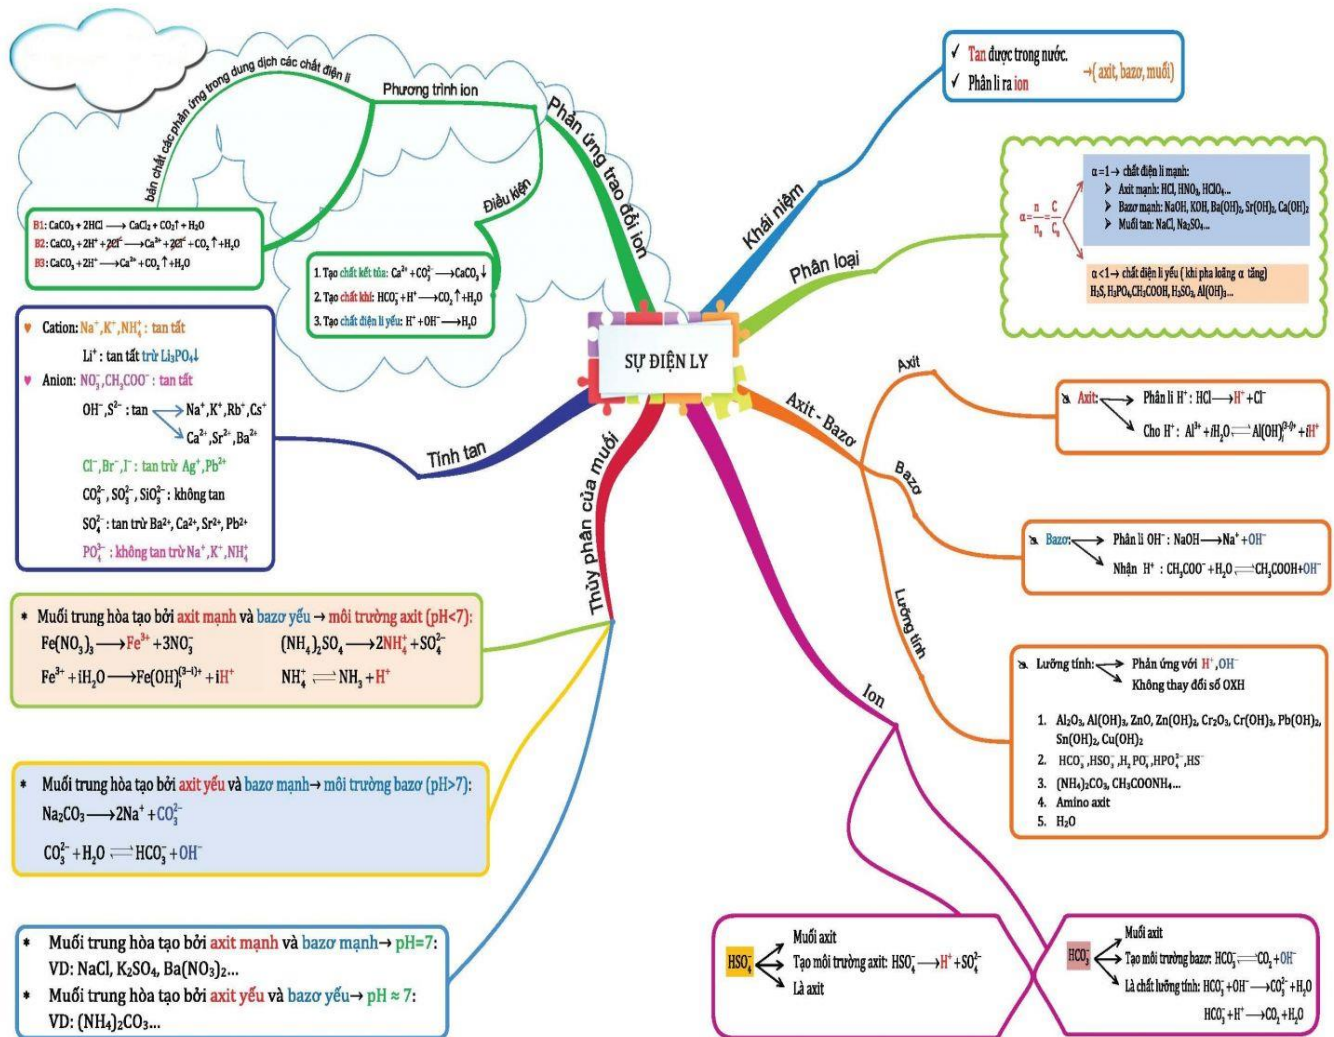 SỰ ĐIỆN LY
Khái niệm
✓ Tan được trong nước.
✓ Phân li ra ion
→( axit, bazơ, muối)
Phân loại
α = n/n₀ = C/C₀
α =1→ chất điện li mạnh:
➢ Axit mạnh: HCl, HNO₃, HClO₄...
➢ Bazơ mạnh: NaOH, KOH, Ba(OH)₂, Sr(OH)₂, Ca(OH)₂
➢ Muối tan: NaCl, Na₂SO₄...
α <1→ chất điện li yếu ( khi pha loãng α tăng)
H₂S, H₃PO₄,CH₃COOH, H₂SO₃, Al(OH)₃...
Axit - Bazơ
Axit
Axit:
Phân li H⁺ : HCl ⟶ H⁺ + Cl⁻
Cho H⁺ : Al³⁺ + iH₂O ⇌ Al(OH)ᵢ⁽³⁻ⁱ⁾⁺ + iH⁺
Bazơ
Bazơ:
Phân li OH⁻ : NaOH ⟶ Na⁺ + OH⁻
Nhận H⁺ : CH₃COO⁻ + H₂O ⇌ CH₃COOH+OH⁻
Lưỡng tính
Lưỡng tính:
Phản ứng với H⁺ ,OH⁻
Không thay đổi số OXH
1. Al₂O₃, Al(OH)₃, ZnO, Zn(OH)₂, Cr₂O₃, Cr(OH)₃, Pb(OH)₂,
Sn(OH)₂, Cu(OH)₂
2. HCO₃⁻,HSO₃⁻,H₂PO₄⁻,HPO₄²⁻,HS⁻
3. (NH₄)₂CO₃, CH₃COONH₄...
4. Amino axit
5. H₂O
Ion
HSO₄⁻
Muối axit
Tạo môi trường axit: HSO₄⁻ ⟶ H⁺ + SO₄²⁻
Là axit
HCO₃⁻
Muối axit
Tạo môi trường bazơ: HCO₃⁻ ⇌ CO₂ + OH⁻
Là chất lưỡng tính: HCO₃⁻ + OH⁻ ⟶ CO₃²⁻ + H₂O
HCO₃⁻ + H⁺ ⟶ CO₂ + H₂O
Phản ứng trao đổi ion
Phương trình ion
bản chất các phản ứng trong dung dịch các chất điện li
B1: CaCO₃ + 2HCl ⟶ CaCl₂ + CO₂↑ + H₂O
B2: CaCO₃ + 2H⁺ + 2Cl⁻ ⟶ Ca²⁺ + 2Cl⁻ + CO₂ ↑ + H₂O
B3: CaCO₃ + 2H⁺ ⟶ Ca²⁺ + CO₂ ↑ + H₂O
Điều kiện
1. Tạo chất kết tủa: Ca²⁺ + CO₃²⁻ ⟶ CaCO₃ ↓
2. Tạo chất khí: HCO₃⁻ + H⁺ ⟶ CO₂ ↑ + H₂O
3. Tạo chất điện li yếu: H⁺ + OH⁻ ⟶ H₂O
Tính tan
♥ Cation: Na⁺,K⁺,NH₄⁺ : tan tất
Li⁺ : tan tất trừ Li₃PO₄↓
♥ Anion: NO₃⁻,CH₃COO⁻ : tan tất
OH⁻,S²⁻ : tan
Na⁺,K⁺,Rb⁺,Cs⁺
Ca²⁺,Sr²⁺,Ba²⁺
Cl⁻,Br⁻,I⁻ : tan trừ Ag⁺,Pb²⁺
CO₃²⁻, SO₃²⁻, SiO₃²⁻ : không tan
SO₄²⁻ : tan trừ Ba²⁺, Ca²⁺, Sr²⁺, Pb²⁺
PO₄³⁻ : không tan trừ Na⁺,K⁺,NH₄⁺
Thủy phân của muối
* Muối trung hòa tạo bởi axit mạnh và bazơ yếu → môi trường axit (pH<7):
Fe(NO₃)₃ ⟶ Fe³⁺ + 3NO₃⁻
(NH₄)₂SO₄ ⟶ 2NH₄⁺ + SO₄²⁻
Fe³⁺ + iH₂O ⟶ Fe(OH)ᵢ⁽³⁻ⁱ⁾⁺ + iH⁺
NH₄⁺ ⇌ NH₃ + H⁺
* Muối trung hòa tạo bởi axit yếu và bazơ mạnh→ môi trường bazơ (pH>7):
Na₂CO₃ ⟶ 2Na⁺ + CO₃²⁻
CO₃²⁻ + H₂O ⇌ HCO₃⁻ + OH⁻
* Muối trung hòa tạo bởi axit mạnh và bazơ mạnh→ pH=7:
VD: NaCl, K₂SO₄, Ba(NO₃)₂...
* Muối trung hòa tạo bởi axit yếu và bazơ yếu→ pH ≈ 7:
VD: (NH₄)₂CO₃...